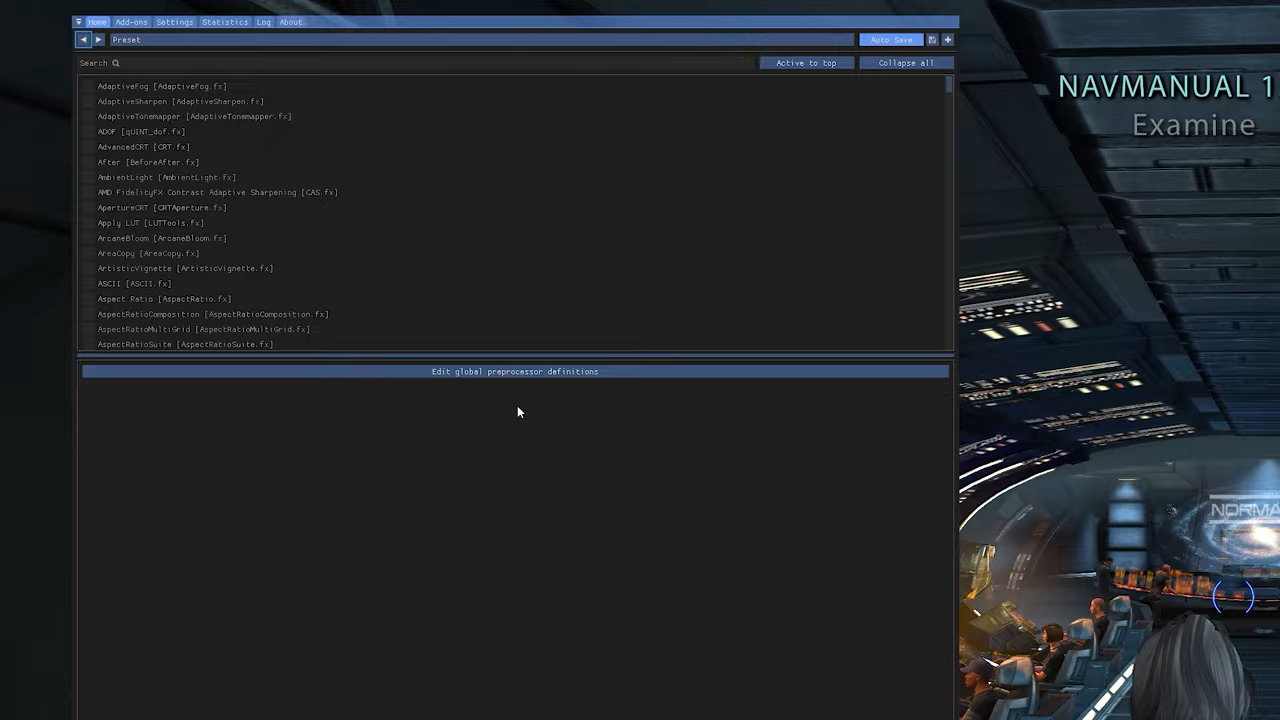 Home Add-ons Settings Statistics Log About
Preset Auto Save
Search Active to top Collapse all
AdaptiveFog [AdaptiveFog.fx]
AdaptiveSharpen [AdaptiveSharpen.fx]
AdaptiveTonemapper [AdaptiveTonemapper.fx]
ADOF [qUINT_dof.fx]
AdvancedCRT [CRT.fx]
After [BeforeAfter.fx]
AmbientLight [AmbientLight.fx]
AMD FidelityFX Contrast Adaptive Sharpening [CAS.fx]
ApertureCRT [CRTAperture.fx]
Apply LUT [LUTTools.fx]
ArcaneBloom [ArcaneBloom.fx]
AreaCopy [AreaCopy.fx]
ArtisticVignette [ArtisticVignette.fx]
ASCII [ASCII.fx]
Aspect Ratio [AspectRatio.fx]
AspectRatioComposition [AspectRatioComposition.fx]
AspectRatioMultiGrid [AspectRatioMultiGrid.fx]
AspectRatioSuite [AspectRatioSuite.fx]
Edit global preprocessor definitions
NAVMANUAL 1
Examine
NORMA